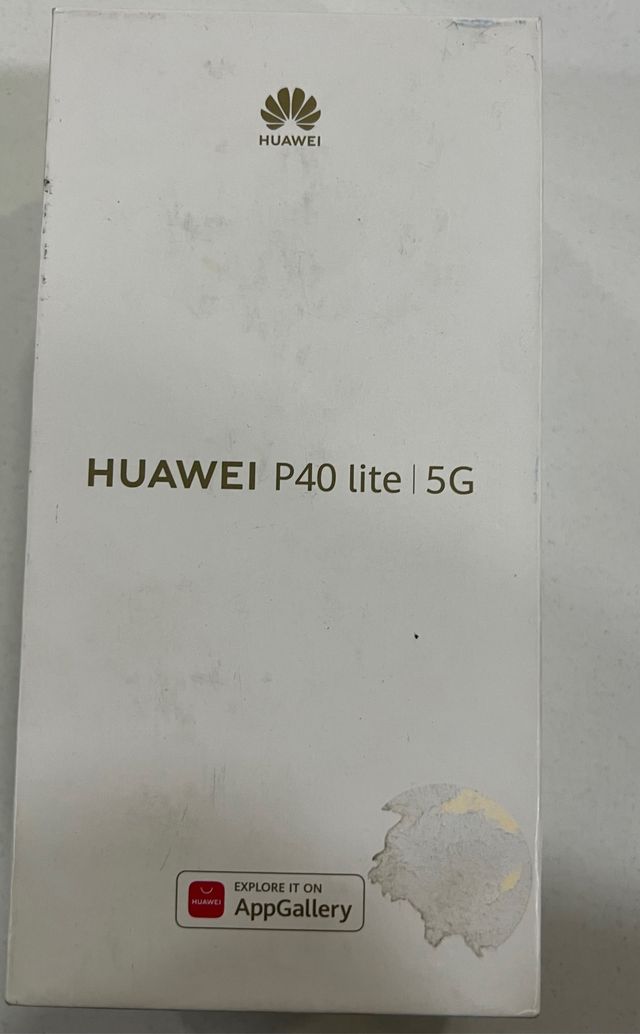 HUAWEI
HUAWEI P40 lite | 5G
HUAWEI
EXPLORE IT ON
AppGallery